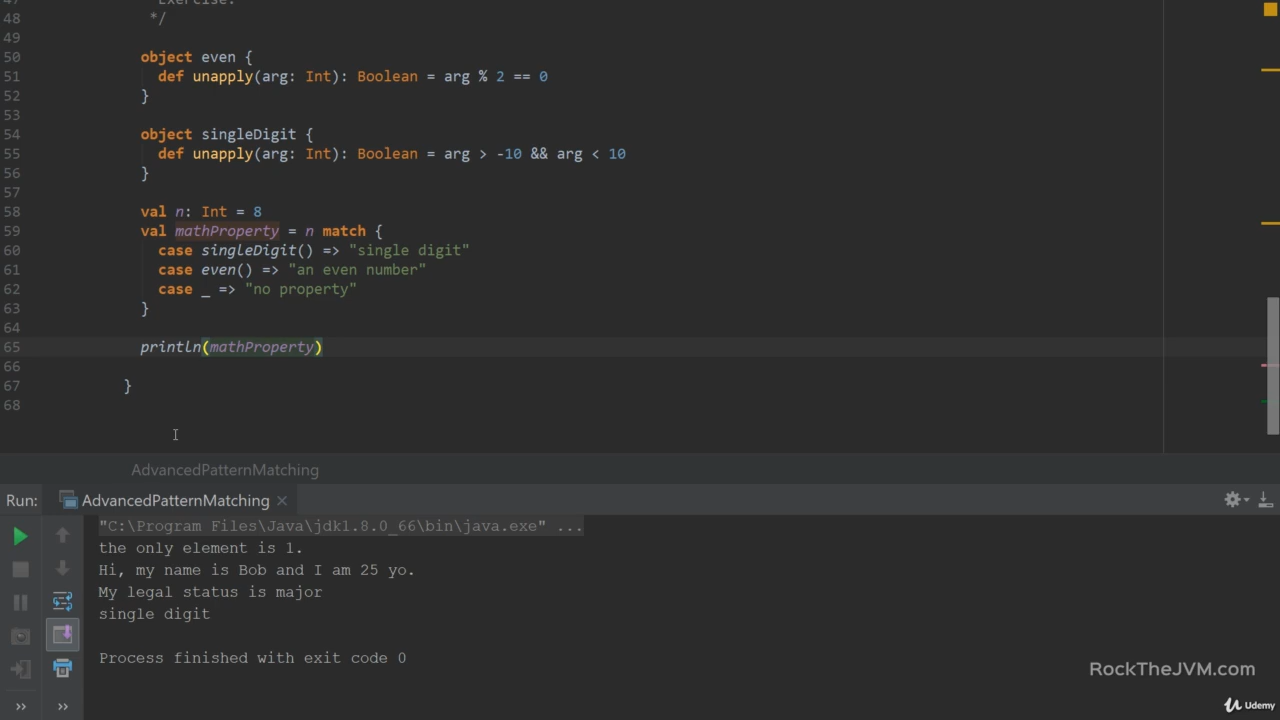 47 Exercise.
48 */
49
50 object even {
51 def unapply(arg: Int): Boolean = arg % 2 == 0
52 }
53
54 object singleDigit {
55 def unapply(arg: Int): Boolean = arg > -10 && arg < 10
56 }
57
58 val n: Int = 8
59 val mathProperty = n match {
60 case singleDigit() => "single digit"
61 case even() => "an even number"
62 case _ => "no property"
63 }
64
65 println(mathProperty)
66
67 }
68
AdvancedPatternMatching
Run: AdvancedPatternMatching
"C:\Program Files\Java\jdk1.8.0_66\bin\java.exe" ...
the only element is 1.
Hi, my name is Bob and I am 25 yo.
My legal status is major
single digit
Process finished with exit code 0
RockTheJVM.com
Udemy